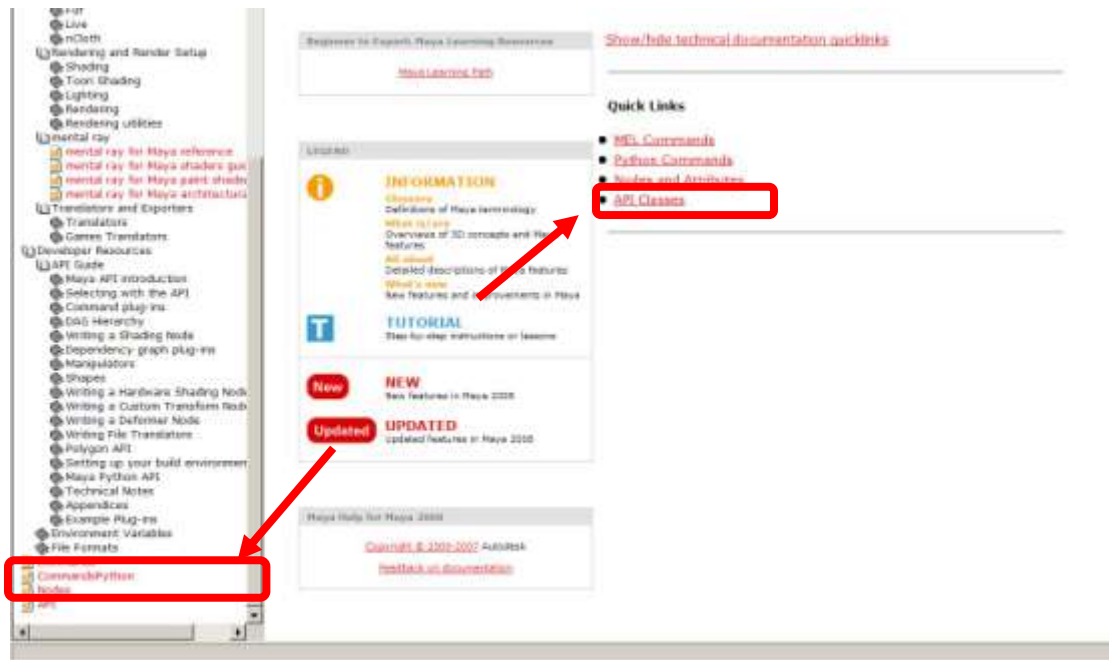 Fur
Live
nCloth
Rendering and Render Setup
Shading
Toon Shading
Lighting
Rendering
Rendering utilities
mental ray
mental ray for Maya reference
mental ray for Maya shaders gui
mental ray for Maya paint shader
mental ray for Maya architectura
Translators and Exporters
Translators
Games Translators
Developer Resources
API Guide
Maya API introduction
Selecting with the API
Command plug-ins
DAG Hierarchy
Writing a Shading Node
Dependency graph plug-ins
Manipulators
Shapes
Writing a Hardware Shading Node
Writing a Custom Transform Node
Writing a Deformer Node
Writing File Translators
Polygon API
Setting up your build environmen
Maya Python API
Technical Notes
Appendices
Example Plug-ins
Environment Variables
File Formats
CommandsPython
Nodes
API
Beginner to Expert: Maya Learning Resources
Maya Learning Path
Legend
INFORMATION
Glossary
Definitions of Maya terminology
What is/are
Overviews of 3D concepts and Maya
features
All about
Detailed descriptions of Maya features
What's new
New features and improvements in Maya
T
TUTORIAL
Step-by-step instructions or lessons
New
NEW
New features in Maya 2008
Updated
UPDATED
Updated features in Maya 2008
Maya Help for Maya 2008
Copyright © 2000-2007 Autodesk
Feedback on documentation
Show/hide technical documentation quicklinks
Quick Links
MEL Commands
Python Commands
Nodes and Attributes
API Classes